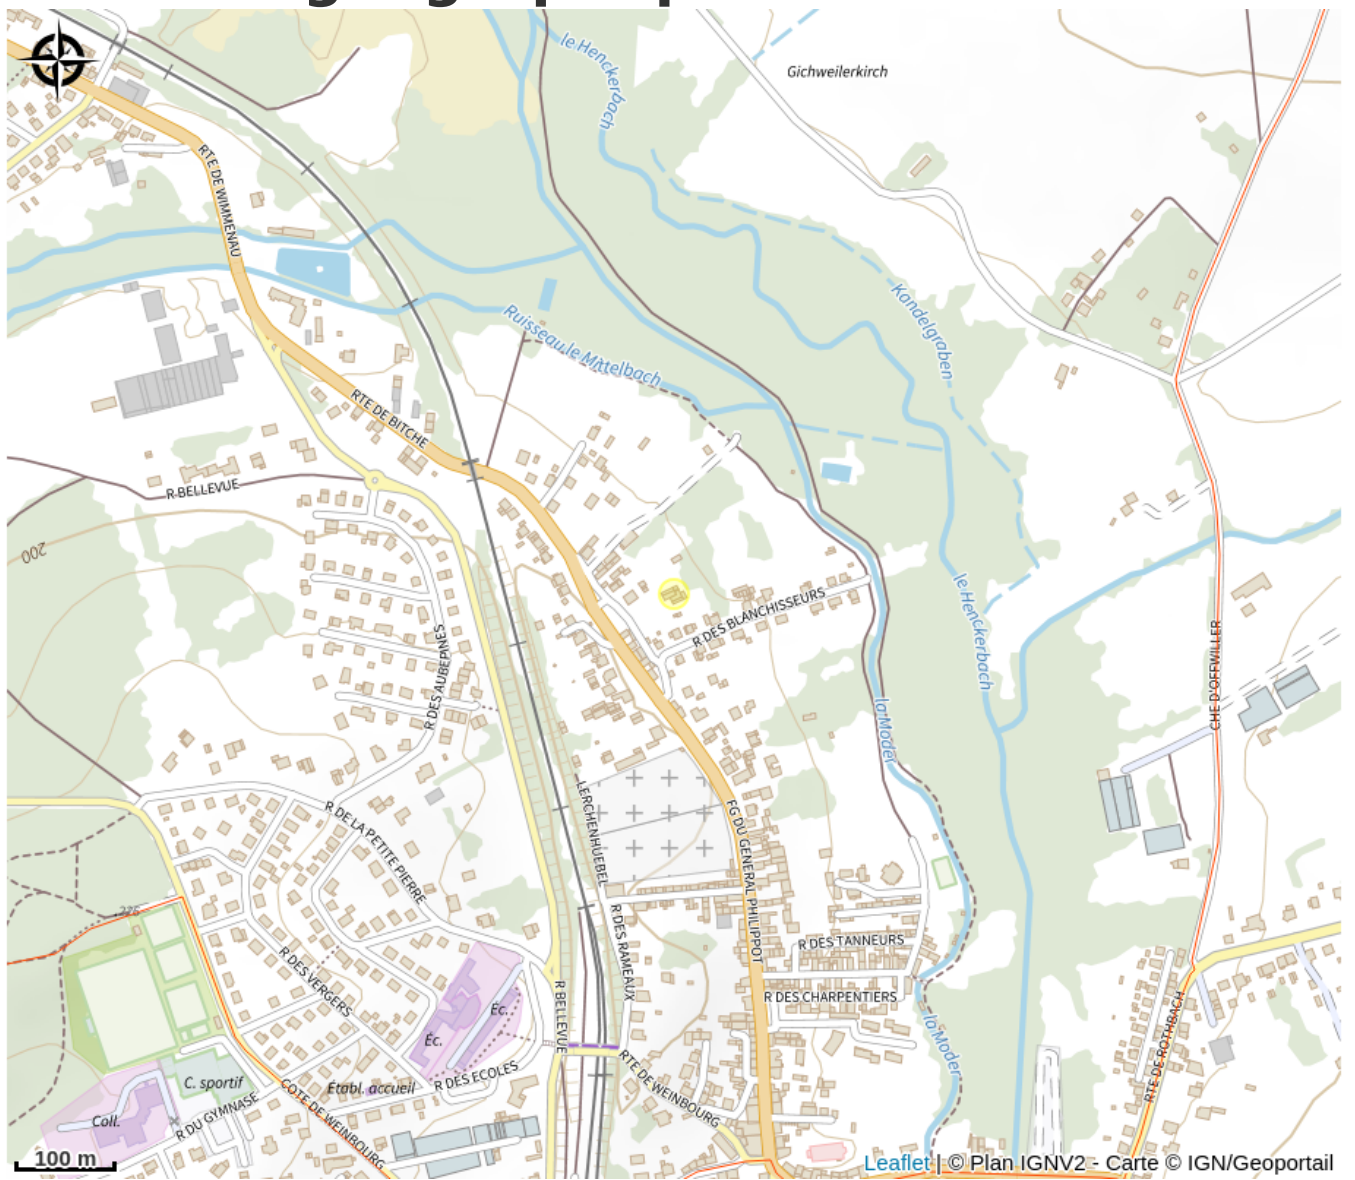 le Henckerbach
Gichweilerkirch
RTE DE WIMMENAU
Kandelgraben
Ruisseau le Mittelbach
RTE DE BITCHE
R BELLEVUE
200
R DES BLANCHISSEURS
le Henckerbach
CHE D'OFFWILLER
R DES AUBEPINES
la Moder
LERCHENHUEBEL
R DE LA PETITE PIERRE
FG DU GENERAL PHILIPPOT
R DES RAMEAUX
R DES TANNEURS
R DES VERGERS
R BELLEVUE
R DES CHARPENTIERS
Éc.
Éc.
la Moder
RTE DE ROTHBACH
C. sportif
Établ. accueil
R DES ECOLES
RTE DE WEINBOURG
Coll.
R DU GYMNASE
COTE DE WEINBOURG
100 m
Leaflet | © Plan IGNV2 - Carte © IGN/Geoportail